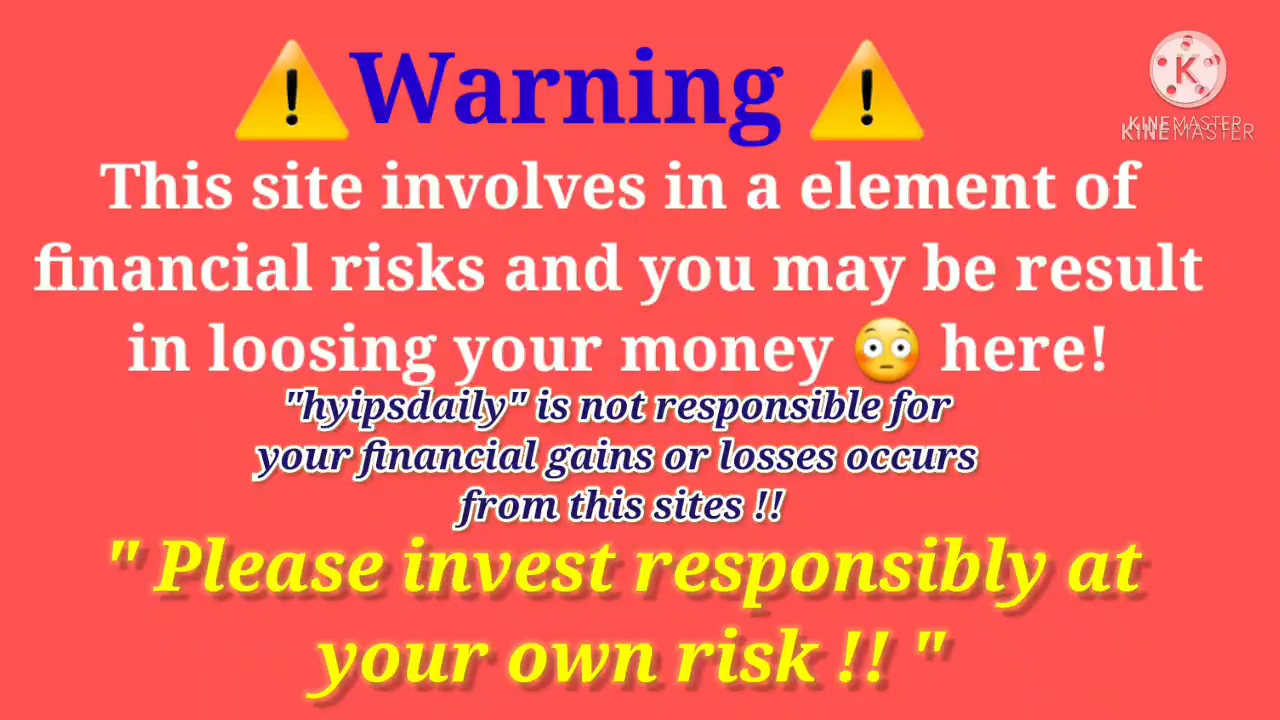 ⚠️Warning ⚠️
K
KINEMASTER
KINEMASTER
This site involves in a element of
financial risks and you may be result
in loosing your money 😳 here!
"hyipsdaily" is not responsible for
your financial gains or losses occurs
from this sites !!
" Please invest responsibly at
your own risk !! "